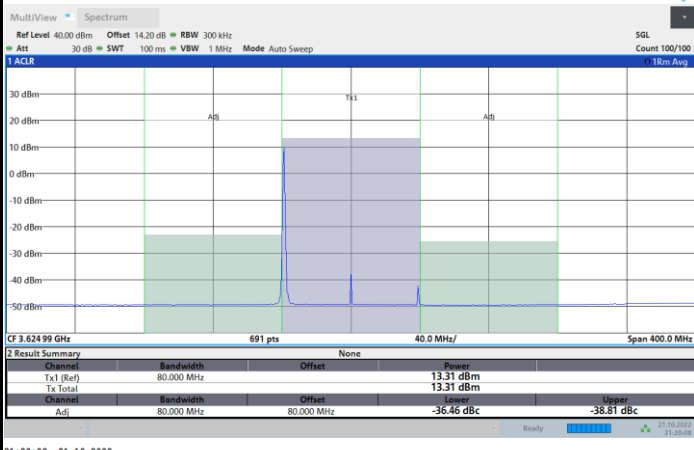 MultiView Spectrum
Ref Level 40.00 dBm Offset 14.20 dB RBW 300 kHz SGL
Att 30 dB SWT 100 ms VBW 1 MHz Mode Auto Sweep Count 100/100
1 ACLR 1Rm Avg
30 dBm
Tx1
20 dBm
Adj Adj
10 dBm
0 dBm
-10 dBm
-20 dBm
-30 dBm
-40 dBm
-50 dBm
CF 3.624 99 GHz 691 pts 40.0 MHz/ Span 400.0 MHz
2 Result Summary None
Channel Bandwidth Offset Power
Tx1 (Ref) 80.000 MHz 13.31 dBm
Tx Total 13.31 dBm
Channel Bandwidth Offset Lower Upper
Adj 80.000 MHz 80.000 MHz -36.46 dBc -38.81 dBc
Ready 21.10.2022
21:20:08